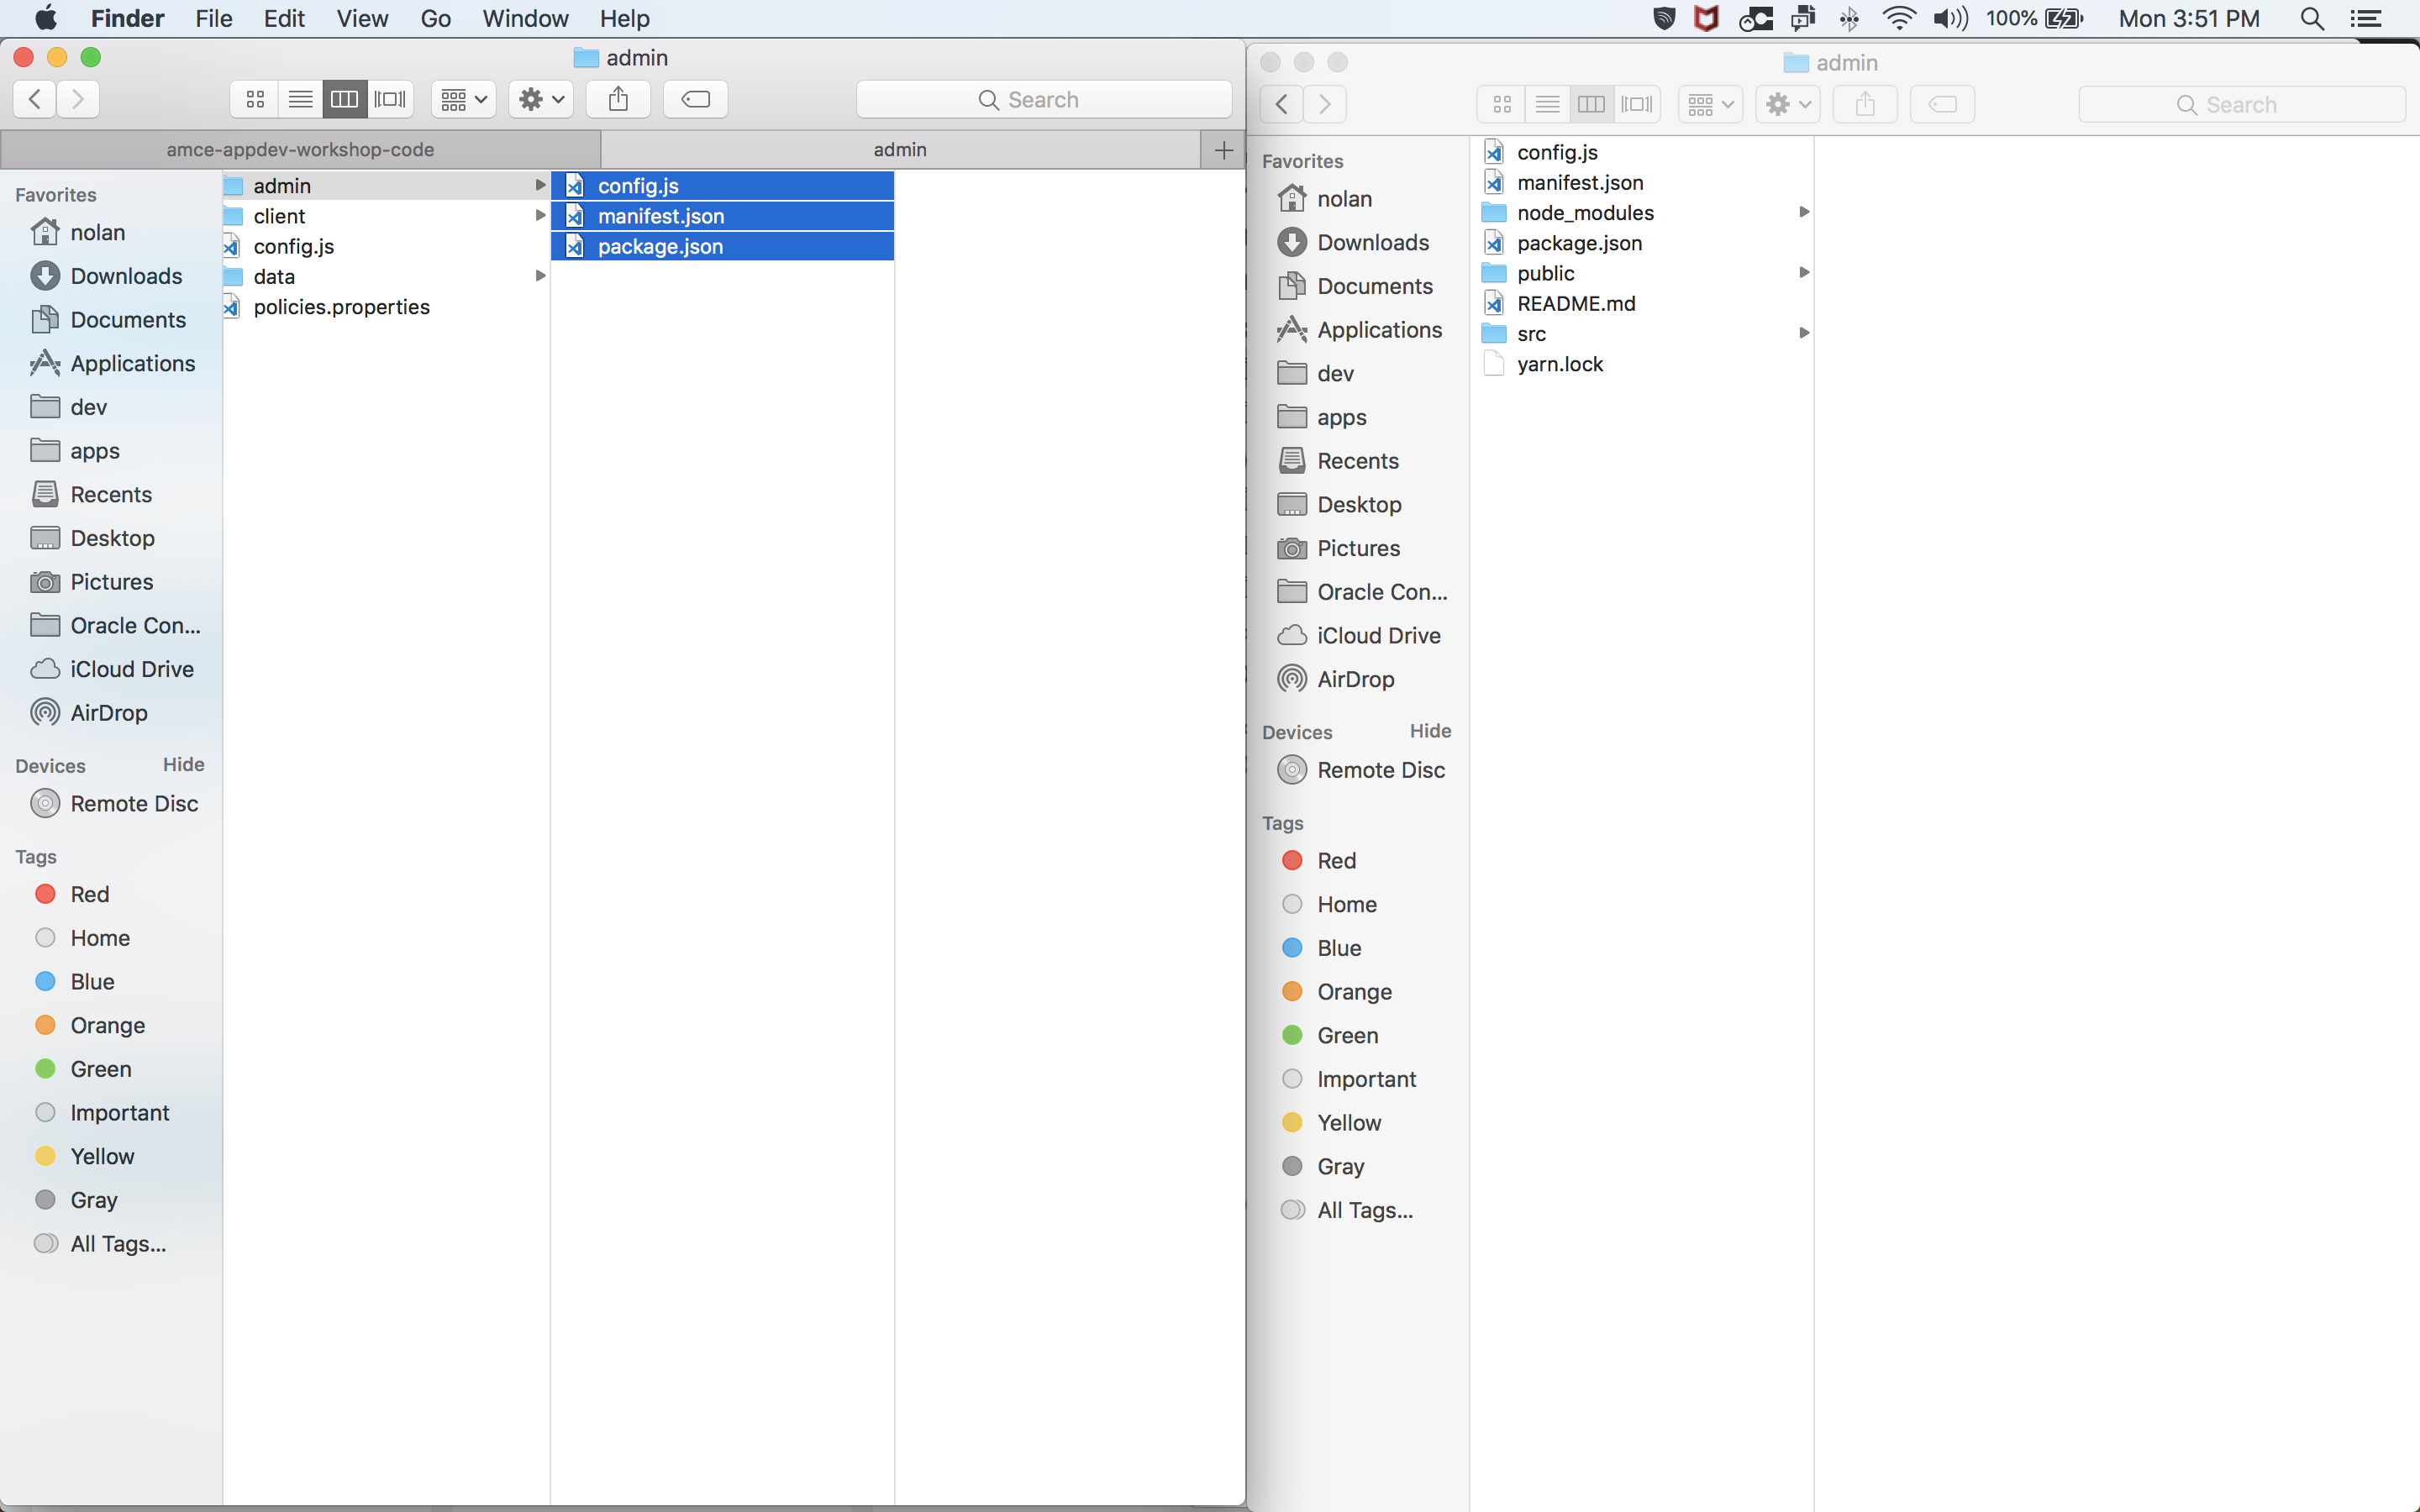 Finder File Edit View Go Window Help 100% Mon 3:51 PM
admin
Search
amce-appdev-workshop-code admin
Favorites
nolan
Downloads
Documents
Applications
dev
apps
Recents
Desktop
Pictures
Oracle Con...
iCloud Drive
AirDrop
Devices Hide
Remote Disc
Tags
Red
Home
Blue
Orange
Green
Important
Yellow
Gray
All Tags...
admin
client
config.js
data
policies.properties
config.js
manifest.json
package.json
admin
Search
Favorites
nolan
Downloads
Documents
Applications
dev
apps
Recents
Desktop
Pictures
Oracle Con...
iCloud Drive
AirDrop
Devices Hide
Remote Disc
Tags
Red
Home
Blue
Orange
Green
Important
Yellow
Gray
All Tags...
config.js
manifest.json
node_modules
package.json
public
README.md
src
yarn.lock